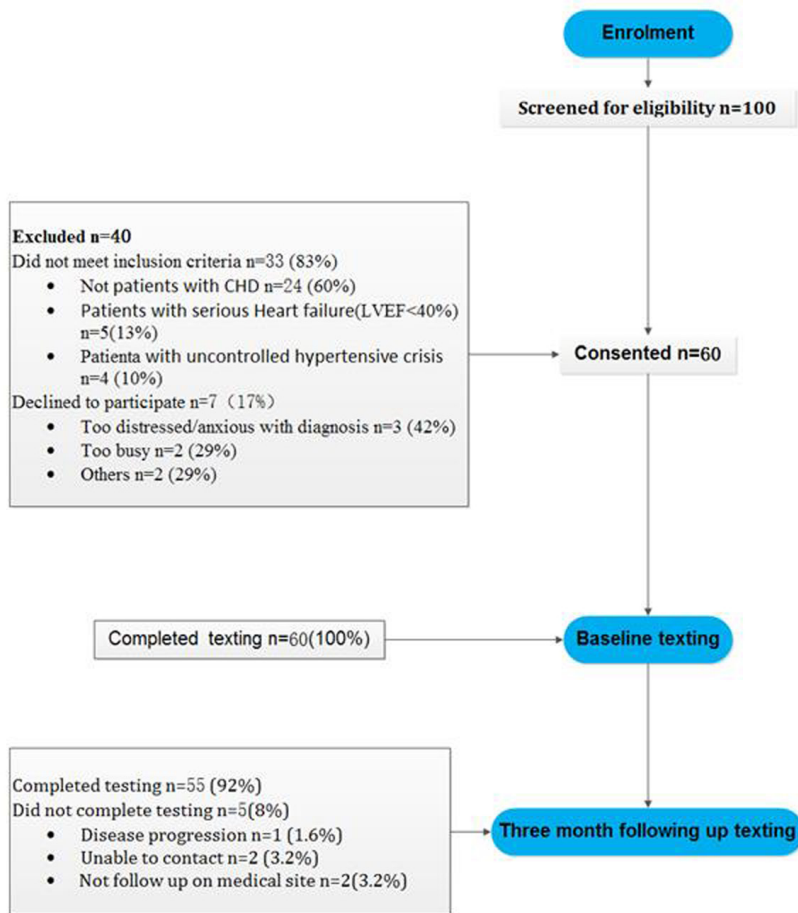 Enrolment
Screened for eligibility n=100
Excluded n=40
Did not meet inclusion criteria n=33 (83%)
• Not patients with CHD n=24 (60%)
• Patients with serious Heart failure(LVEF<40%)
n=5(13%)
• Patienta with uncontrolled hypertensive crisis
n=4 (10%)
Declined to participate n=7（17%）
• Too distressed/anxious with diagnosis n=3 (42%)
• Too busy n=2 (29%)
• Others n=2 (29%)
Consented n=60
Completed texting n=60(100%)
Baseline texting
Completed testing n=55 (92%)
Did not complete testing n=5(8%)
• Disease progression n=1 (1.6%)
• Unable to contact n=2 (3.2%)
• Not follow up on medical site n=2(3.2%)
Three month following up texting